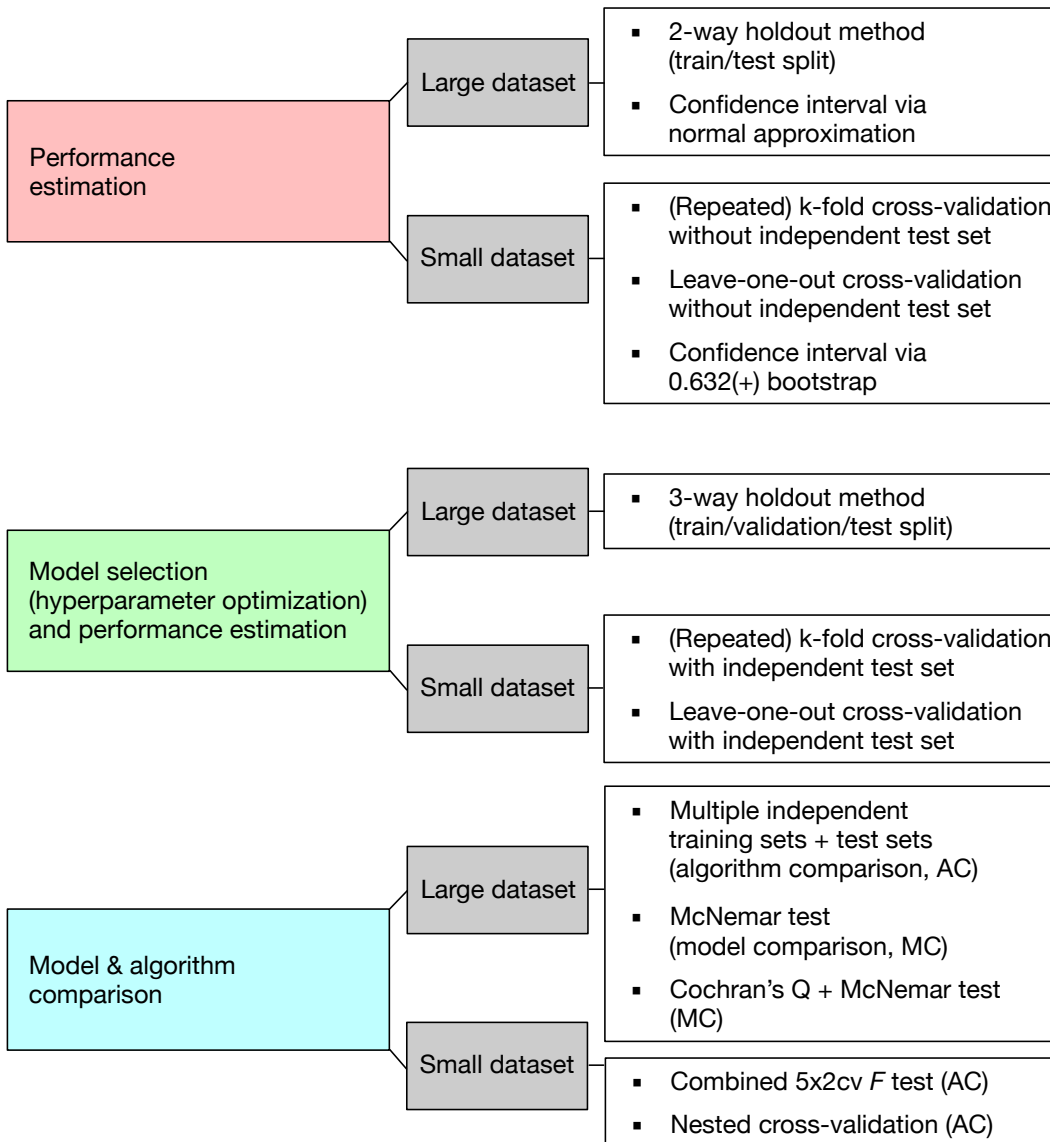 Performance
estimation
Large dataset
▪ 2-way holdout method
(train/test split)
▪ Confidence interval via
normal approximation
Small dataset
▪ (Repeated) k-fold cross-validation
without independent test set
▪ Leave-one-out cross-validation
without independent test set
▪ Confidence interval via
0.632(+) bootstrap
Model selection
(hyperparameter optimization)
and performance estimation
Large dataset
▪ 3-way holdout method
(train/validation/test split)
Small dataset
▪ (Repeated) k-fold cross-validation
with independent test set
▪ Leave-one-out cross-validation
with independent test set
Model & algorithm
comparison
Large dataset
▪ Multiple independent
training sets + test sets
(algorithm comparison, AC)
▪ McNemar test
(model comparison, MC)
▪ Cochran’s Q + McNemar test
(MC)
Small dataset
▪ Combined 5x2cv F test (AC)
▪ Nested cross-validation (AC)